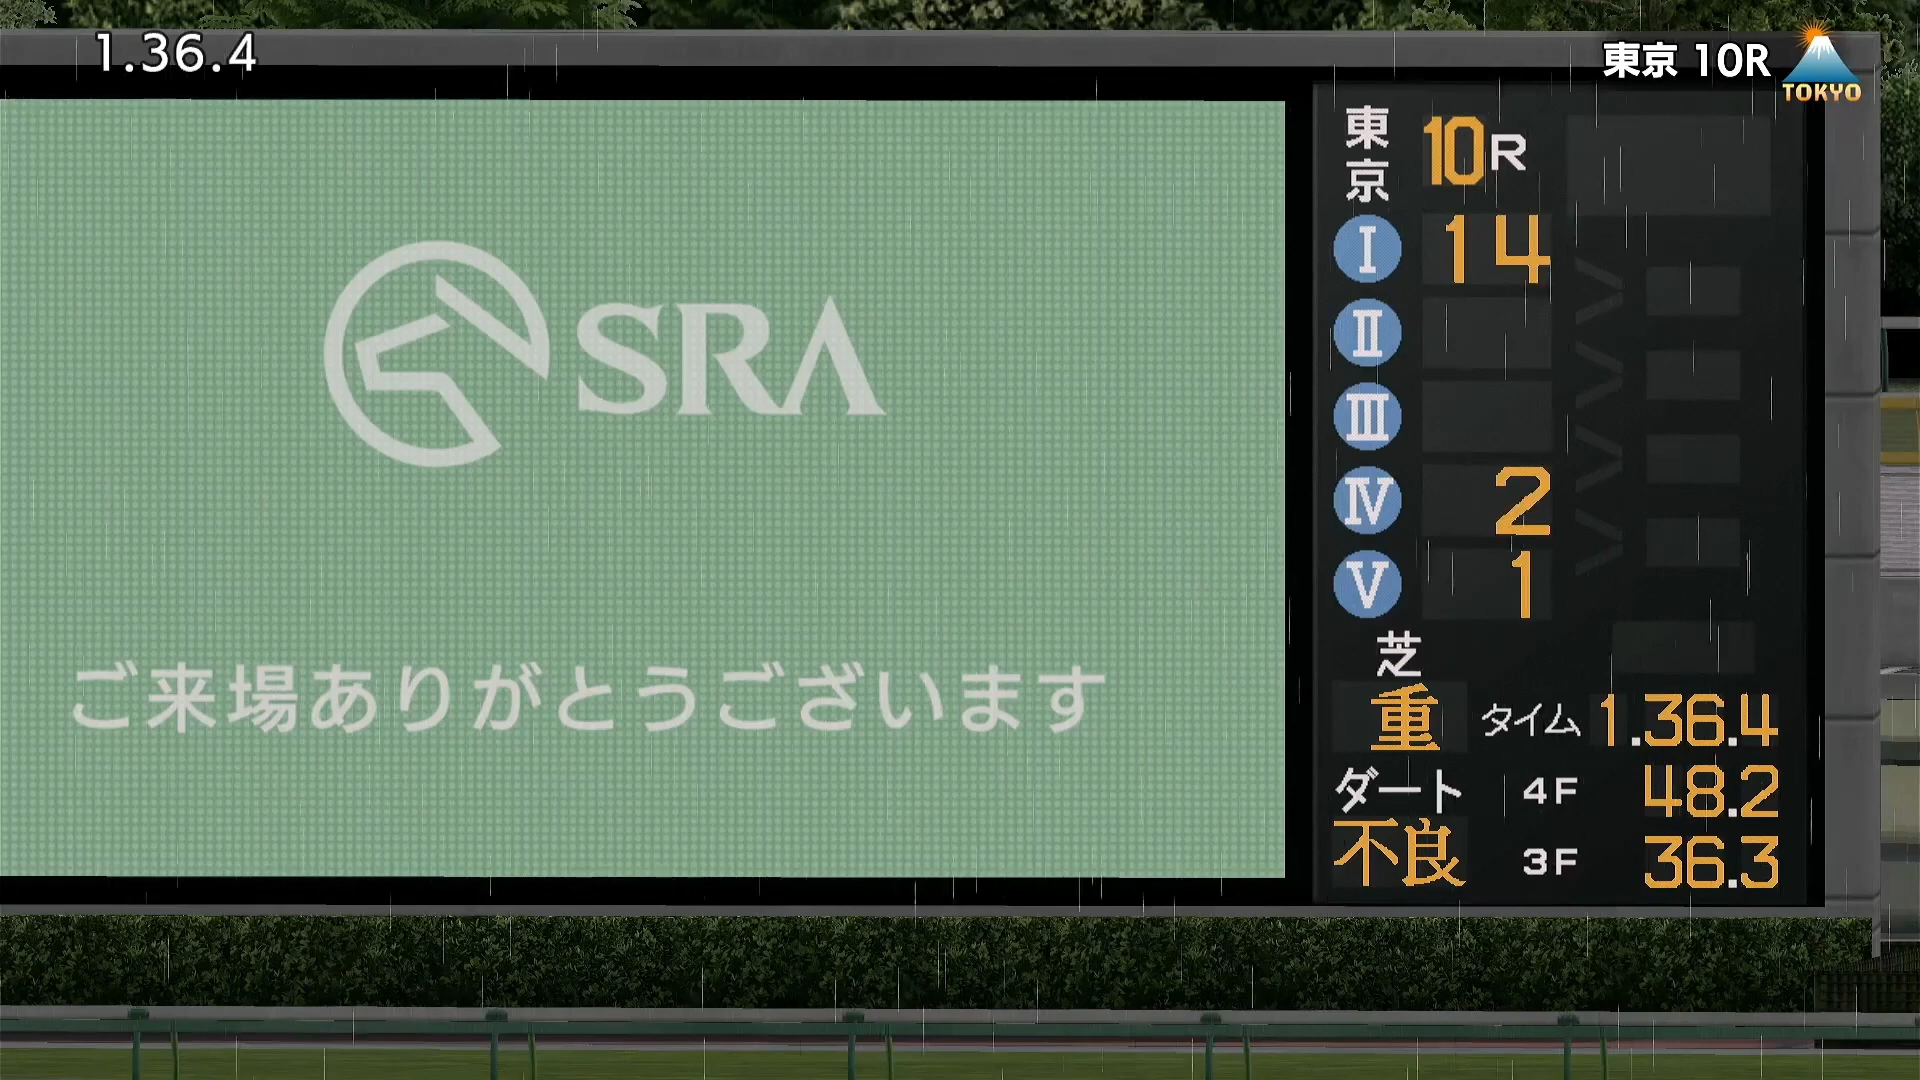 1.36.4
東京 10R
TOKYO
SRA
ご来場ありがとうございます
東京 10R
I 14
II
III
IV 2
V 1
芝
重 タイム 1.36.4
ダート 4F 48.2
不良 3F 36.3